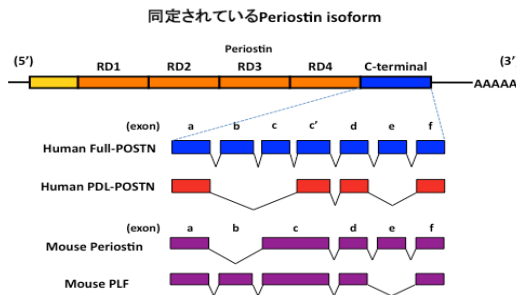 同定されているPeriostin isoform
Periostin
(5') RD1 RD2 RD3 RD4 C-terminal (3')
AAAAA
(exon) a b c c' d e f
Human Full-POSTN
Human PDL-POSTN
(exon) a b c d e f
Mouse Periostin
Mouse PLF